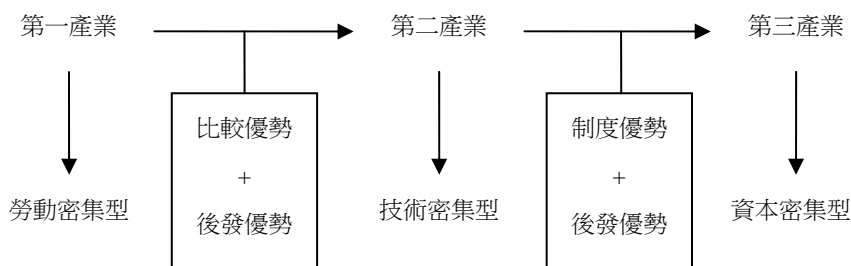 第一產業
第二產業
第三產業
比較優勢
+
後發優勢
制度優勢
+
後發優勢
勞動密集型
技術密集型
資本密集型